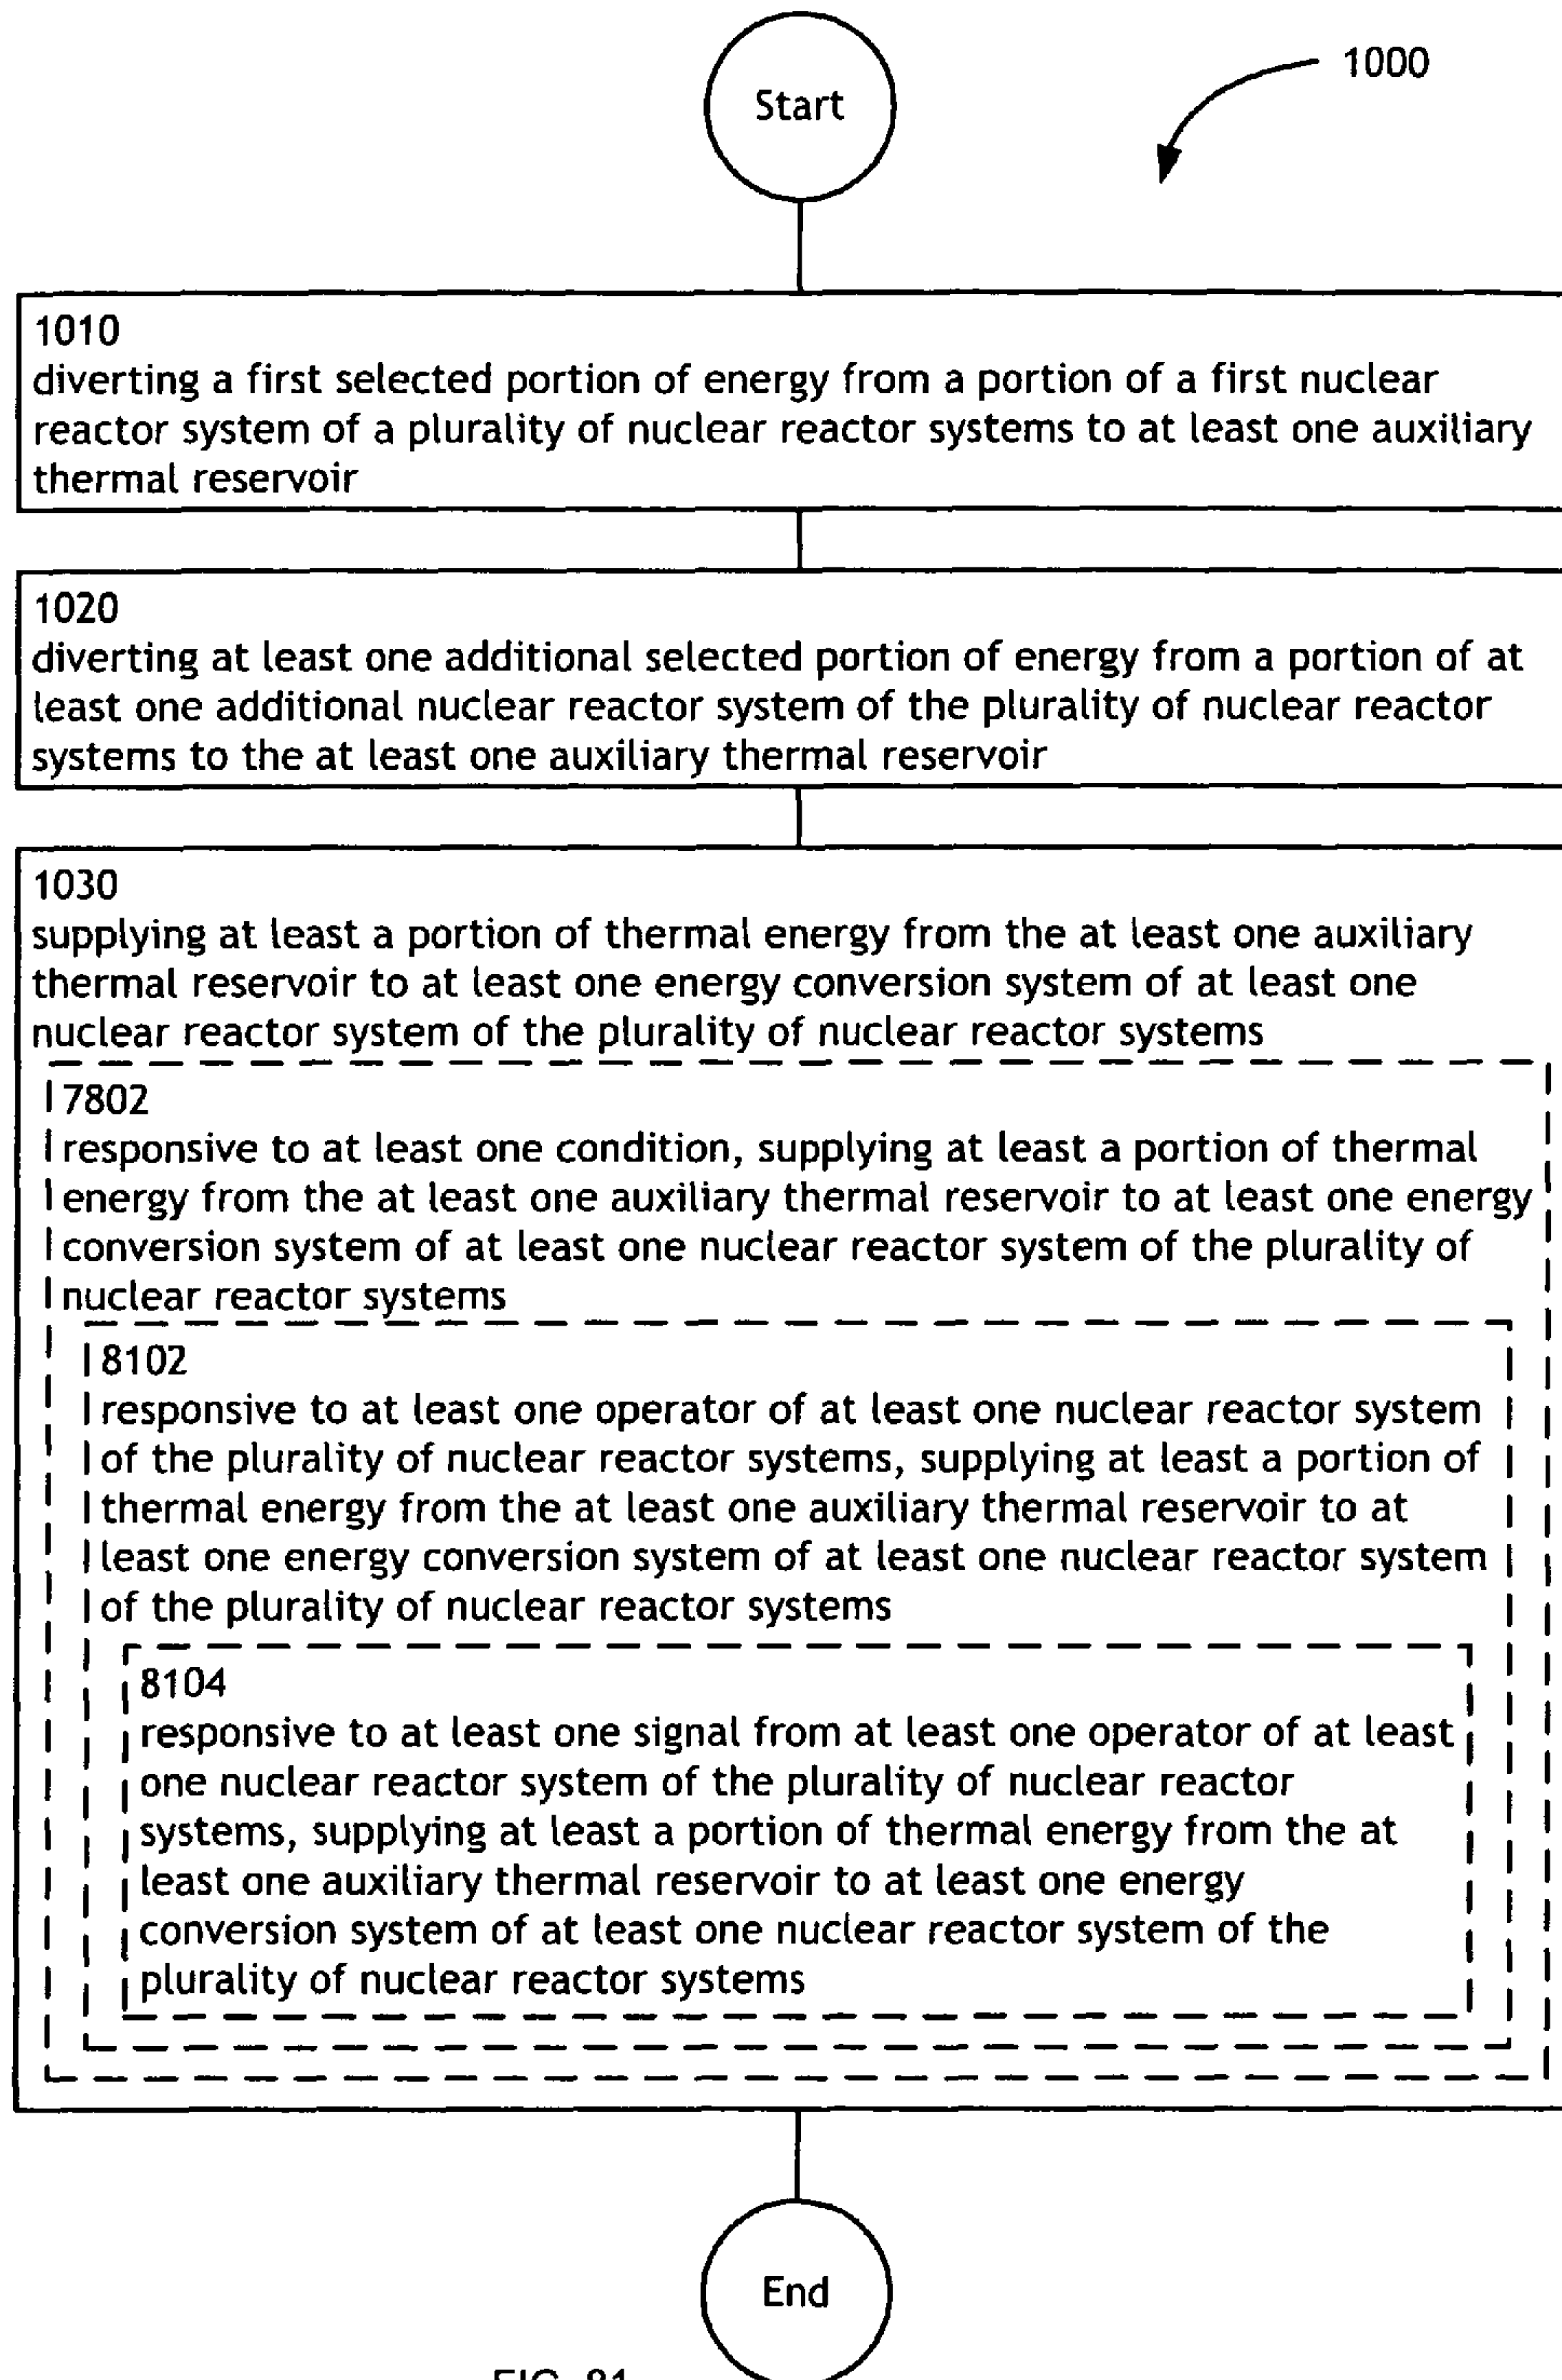 Start
1000
1010
diverting a first selected portion of energy from a portion of a first nuclear
reactor system of a plurality of nuclear reactor systems to at least one auxiliary
thermal reservoir
1020
diverting at least one additional selected portion of energy from a portion of at
least one additional nuclear reactor system of the plurality of nuclear reactor
systems to the at least one auxiliary thermal reservoir
1030
supplying at least a portion of thermal energy from the at least one auxiliary
thermal reservoir to at least one energy conversion system of at least one
nuclear reactor system of the plurality of nuclear reactor systems
7802
responsive to at least one condition, supplying at least a portion of thermal
energy from the at least one auxiliary thermal reservoir to at least one energy
conversion system of at least one nuclear reactor system of the plurality of
nuclear reactor systems
8102
responsive to at least one operator of at least one nuclear reactor system
of the plurality of nuclear reactor systems, supplying at least a portion of
thermal energy from the at least one auxiliary thermal reservoir to at
least one energy conversion system of at least one nuclear reactor system
of the plurality of nuclear reactor systems
8104
responsive to at least one signal from at least one operator of at least
one nuclear reactor system of the plurality of nuclear reactor
systems, supplying at least a portion of thermal energy from the at
least one auxiliary thermal reservoir to at least one energy
conversion system of at least one nuclear reactor system of the
plurality of nuclear reactor systems
End
FIG. 81